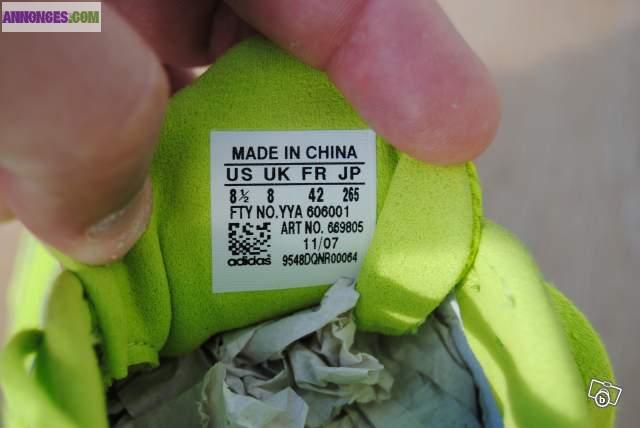 ANNONCES.COM
MADE IN CHINA
US UK FR JP
8½ 8 42 265
FTY NO.YYA 606001
ART NO. 669805
11/07
adidas 9548DQNR00064
b